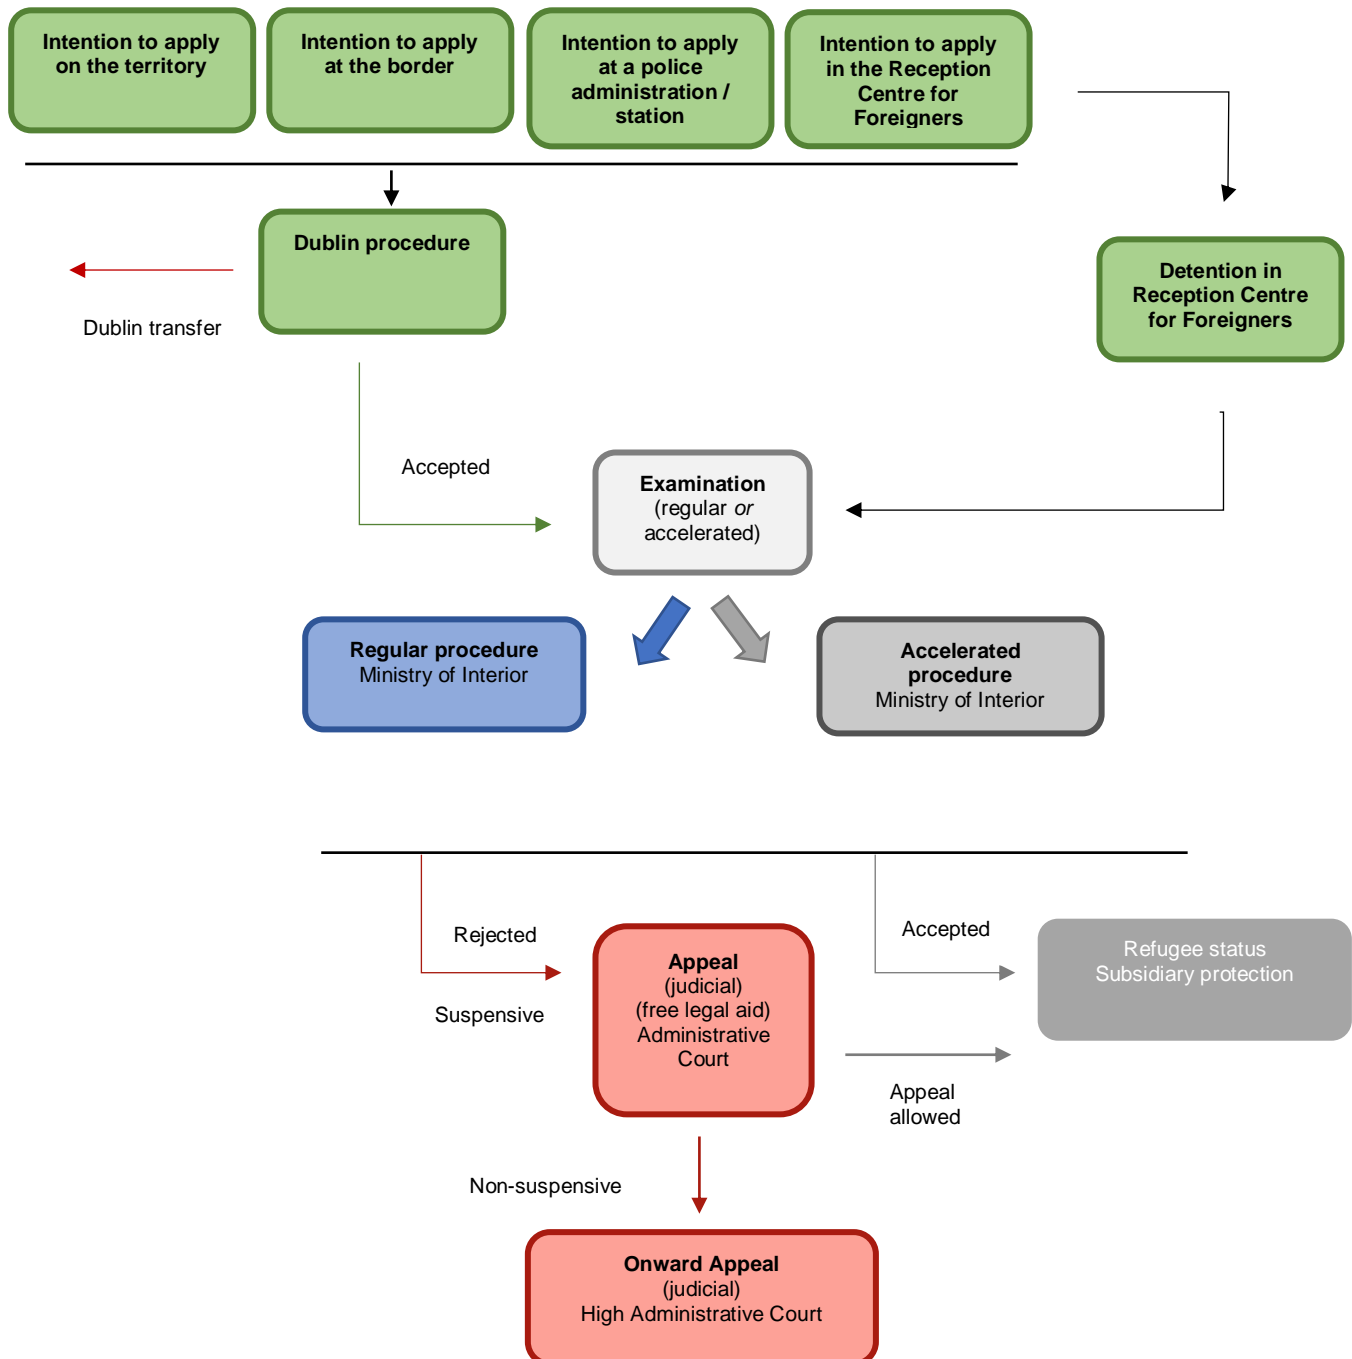 Intention to apply
on the territory
Intention to apply
at the border
Intention to apply
at a police
administration /
station
Intention to apply
in the Reception
Centre for
Foreigners
Dublin procedure
Dublin transfer
Detention in
Reception Centre
for Foreigners
Accepted
Examination
(regular or
accelerated)
Regular procedure
Ministry of Interior
Accelerated
procedure
Ministry of Interior
Rejected
Suspensive
Appeal
(judicial)
(free legal aid)
Administrative
Court
Accepted
Refugee status
Subsidiary protection
Appeal
allowed
Non-suspensive
Onward Appeal
(judicial)
High Administrative Court